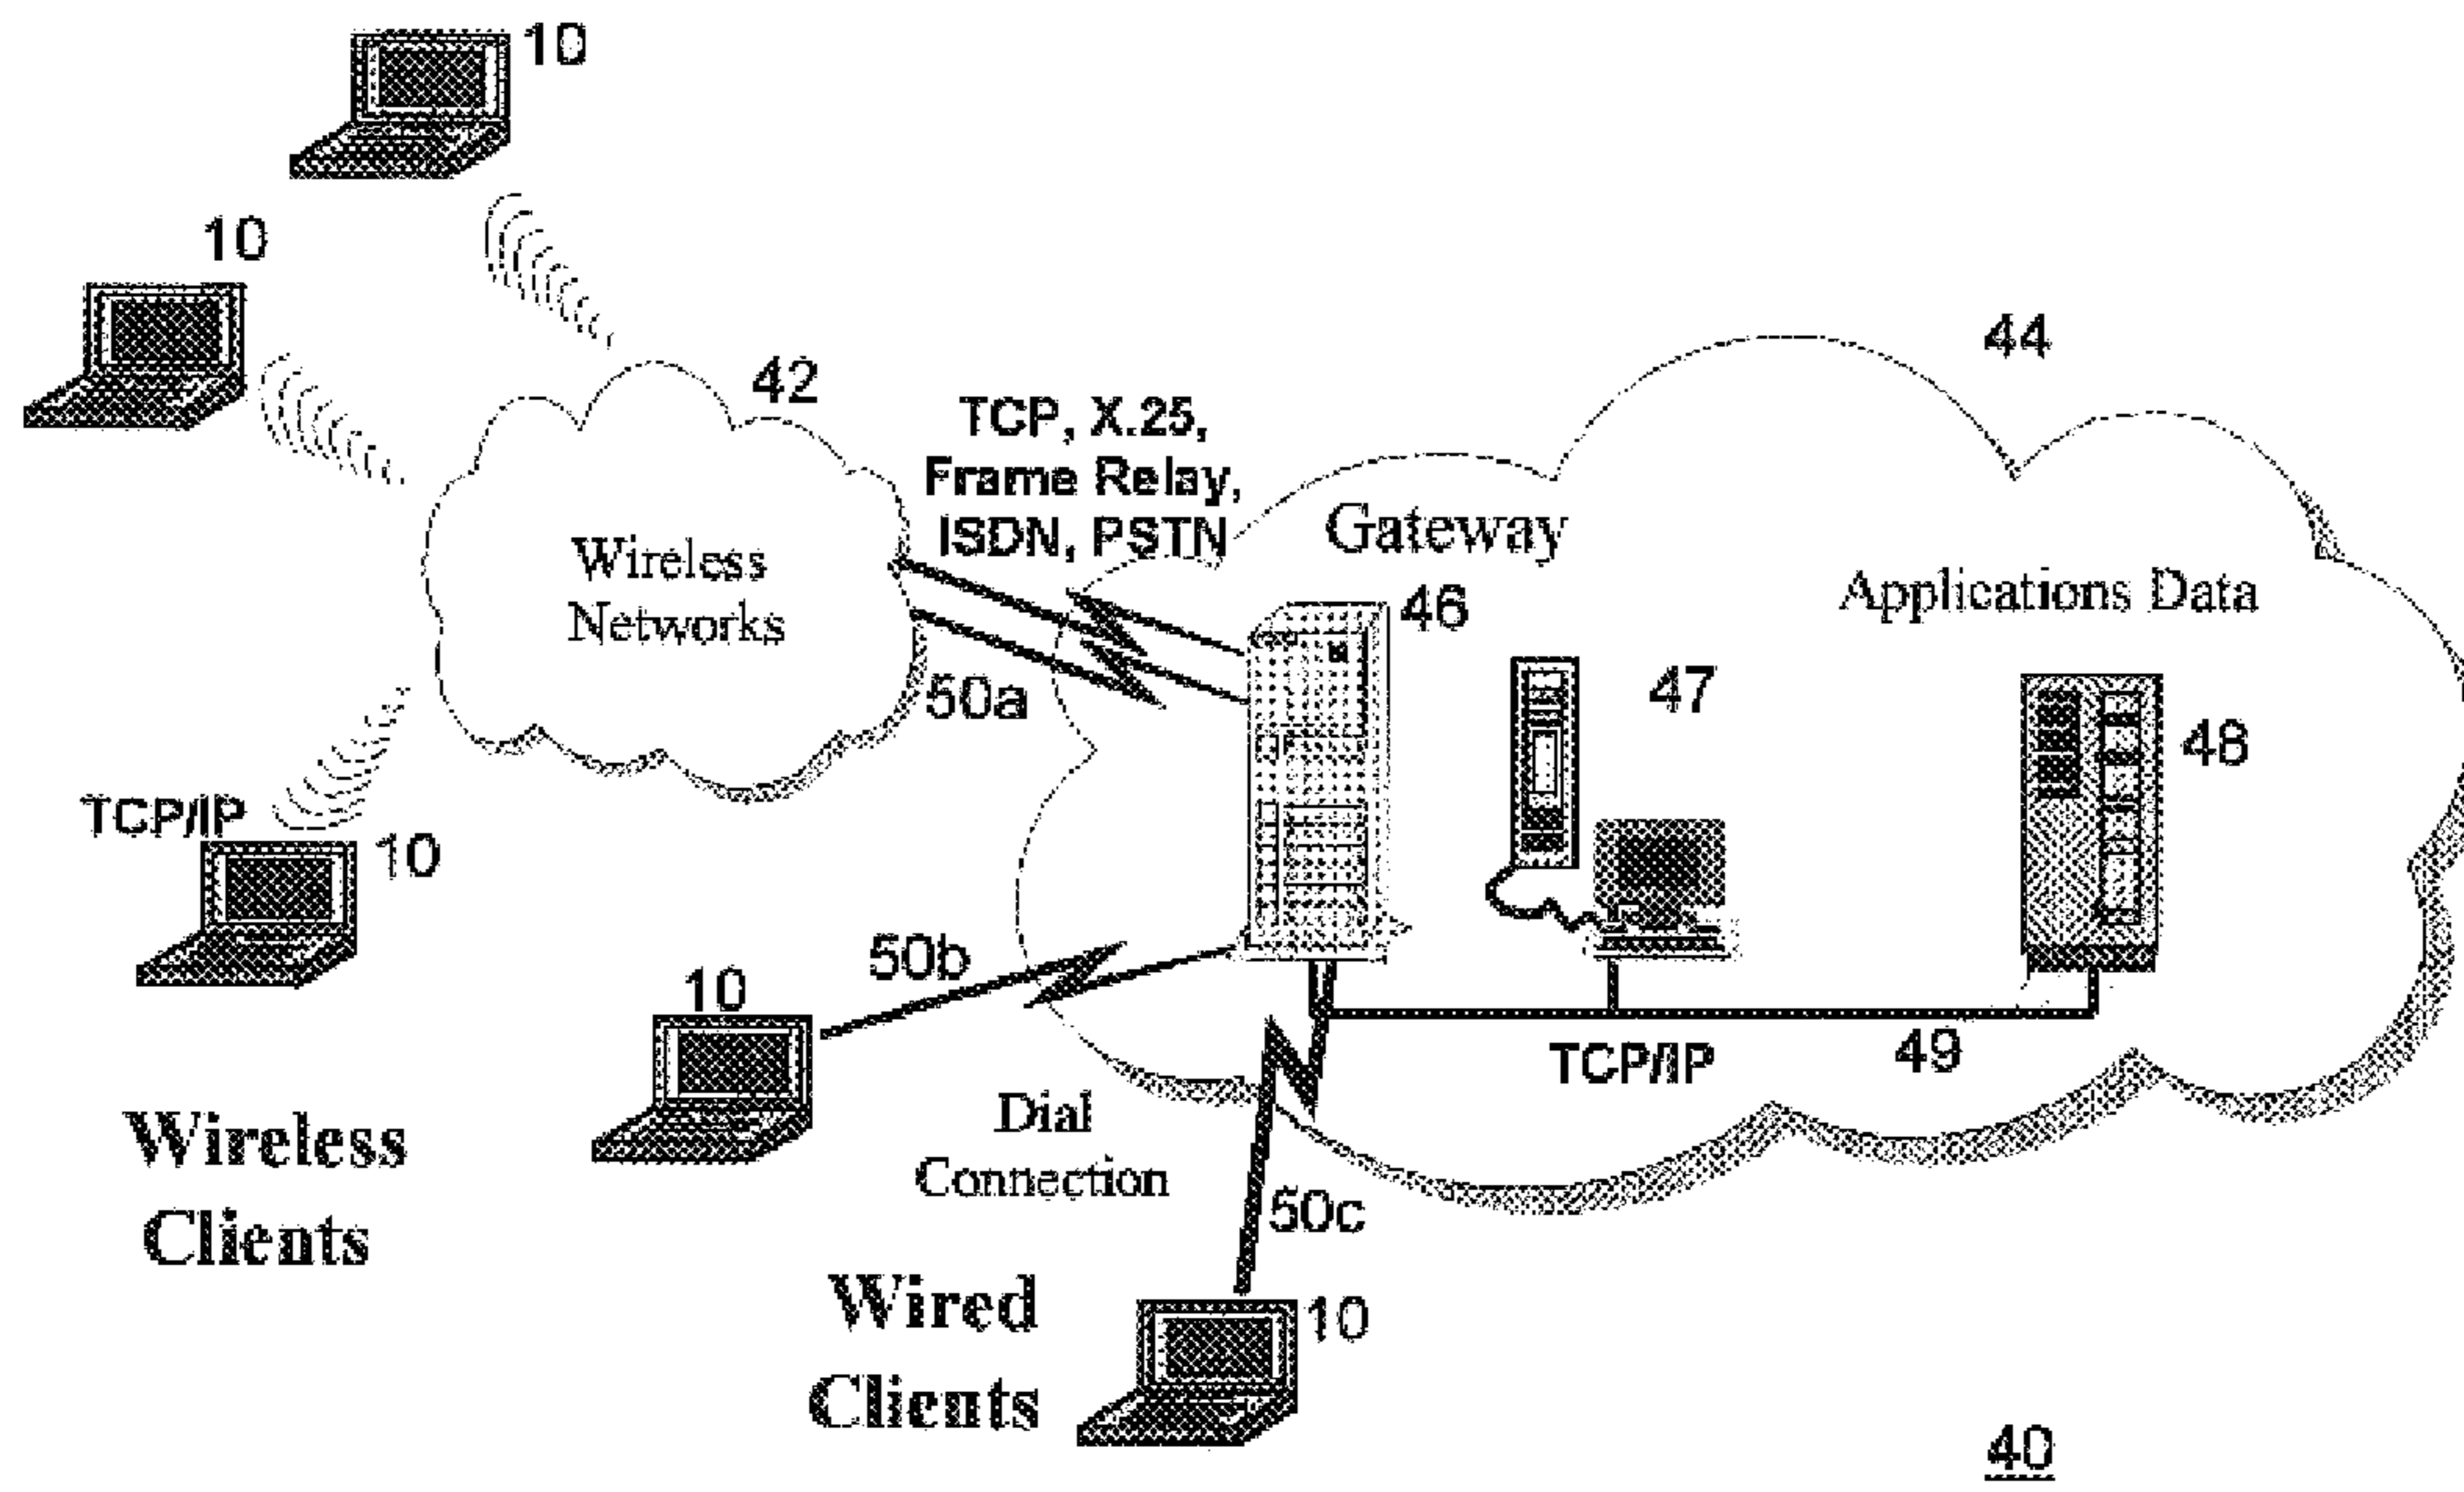 10
10
44
42
TCP, X.25,
Frame Relay,
ISDN, PSTN
Gateway
Wireless
Networks
Applications Data
46
47
50a
48
TCP/IP
10
50b
10
49
TCP/IP
Dial
Connection
Wireless
Clients
50c
Wired
Clients
10
40